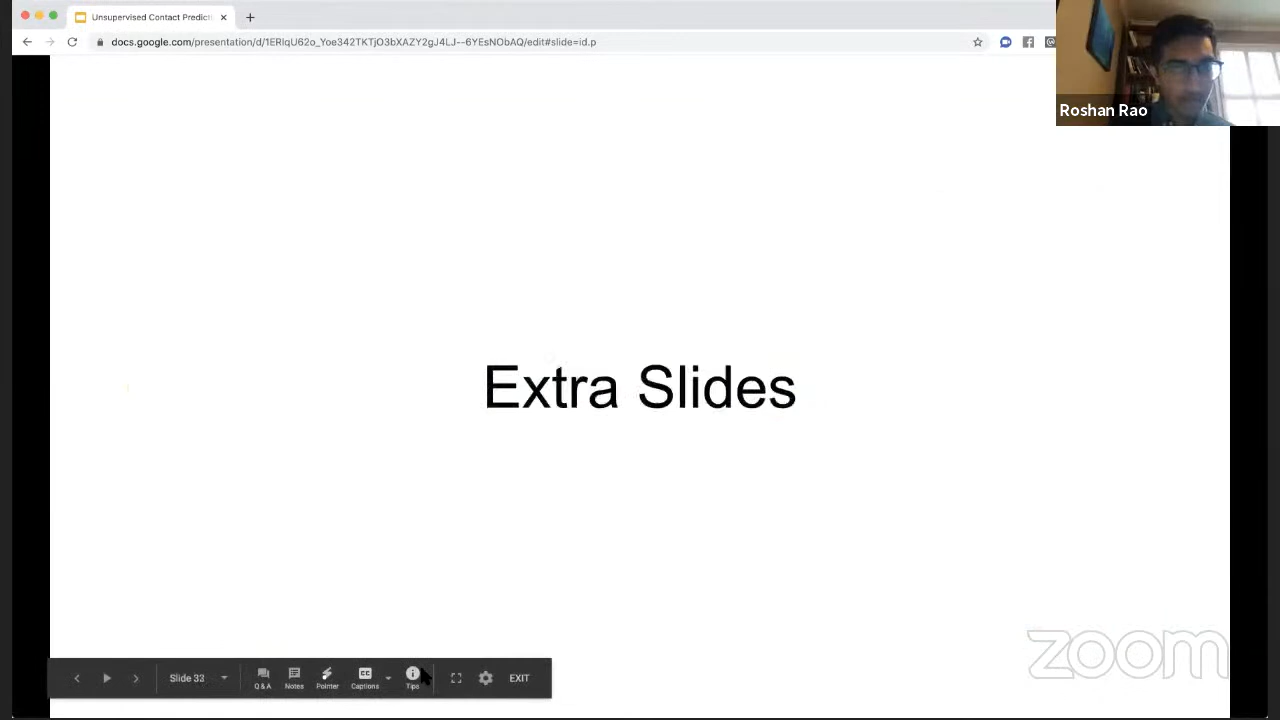 Unsupervised Contact Predicti
docs.google.com/presentation/d/1ERlqU62o_Yoe342TKTjO3bXAZY2gJ4LJ--6YEsNObAQ/edit#slide=id.p
Roshan Rao
Extra Slides
zoom
Slide 32
Q & A
Notes
Pointer
CC
Captions
Tips
EXIT